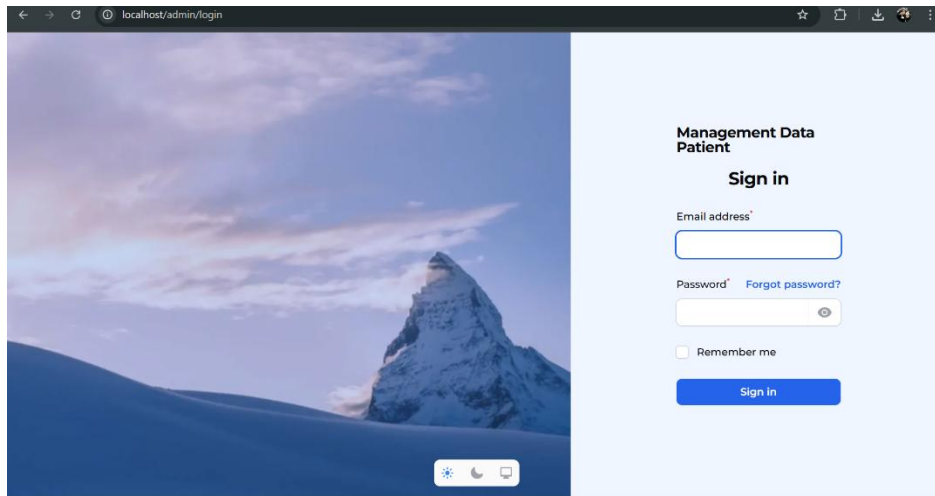 localhost/admin/login
Management Data
Patient
Sign in
Email address*
Password* Forgot password?
Remember me
Sign in